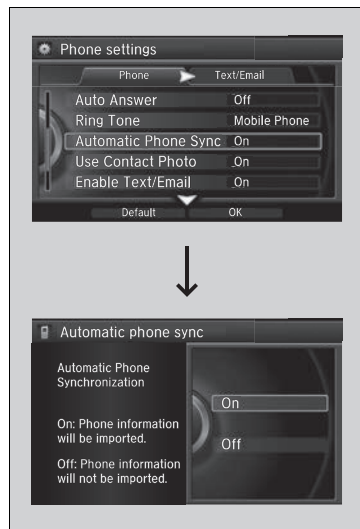 Phone settings
Phone Text/Email
Auto Answer Off
Ring Tone Mobile Phone
Automatic Phone Sync On
Use Contact Photo On
Enable Text/Email On
Default OK
Automatic phone sync
Automatic Phone
Synchronization
On: Phone information
will be imported.
Off: Phone information
will not be imported.
On
Off